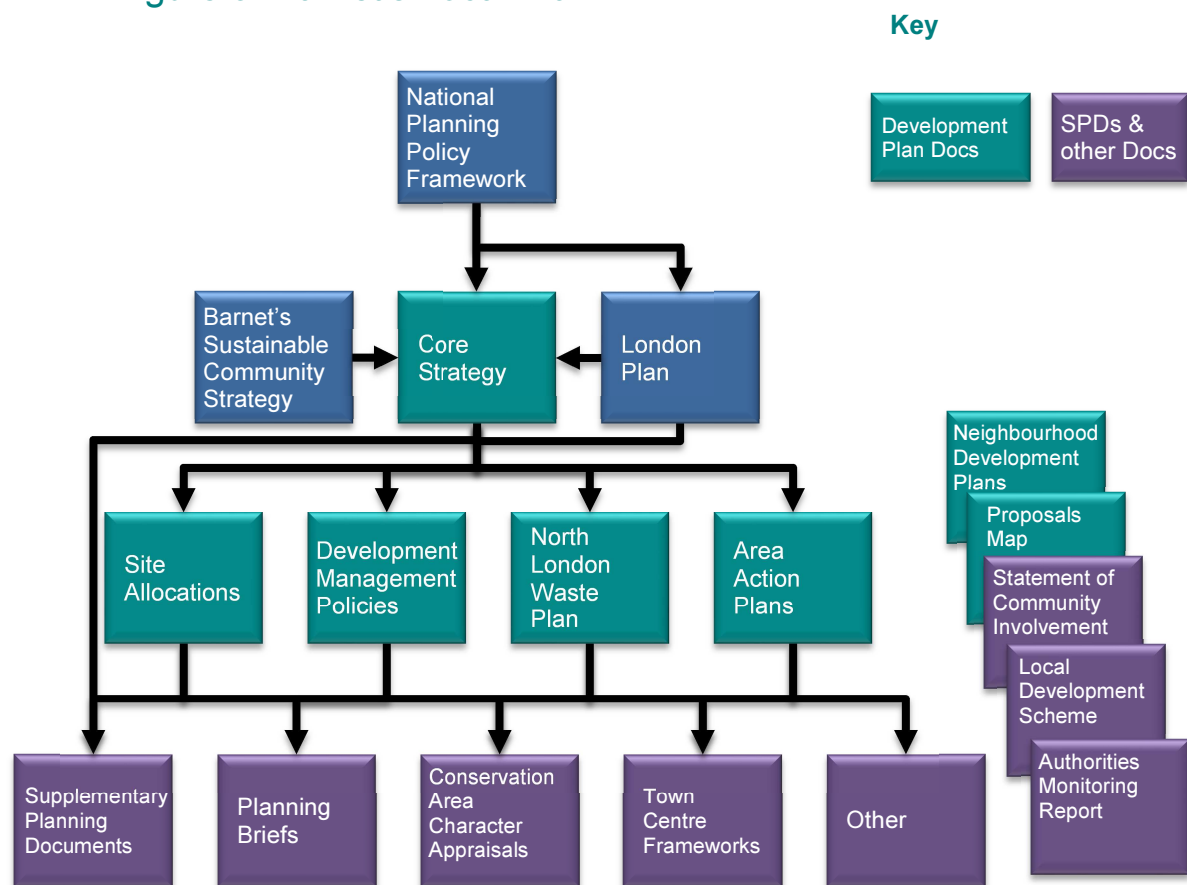 Key
National
Planning
Policy
Framework
Development
Plan Docs
SPDs &
other Docs
Barnet’s
Sustainable
Community
Strategy
Core
Strategy
London
Plan
Neighbourhood
Development
Plans
Proposals
Map
Statement of
Community
Involvement
Local
Development
Scheme
Authorities
Monitoring
Report
Site
Allocations
Development
Management
Policies
North
London
Waste
Plan
Area
Action
Plans
Supplementary
Planning
Documents
Planning
Briefs
Conservation
Area
Character
Appraisals
Town
Centre
Frameworks
Other